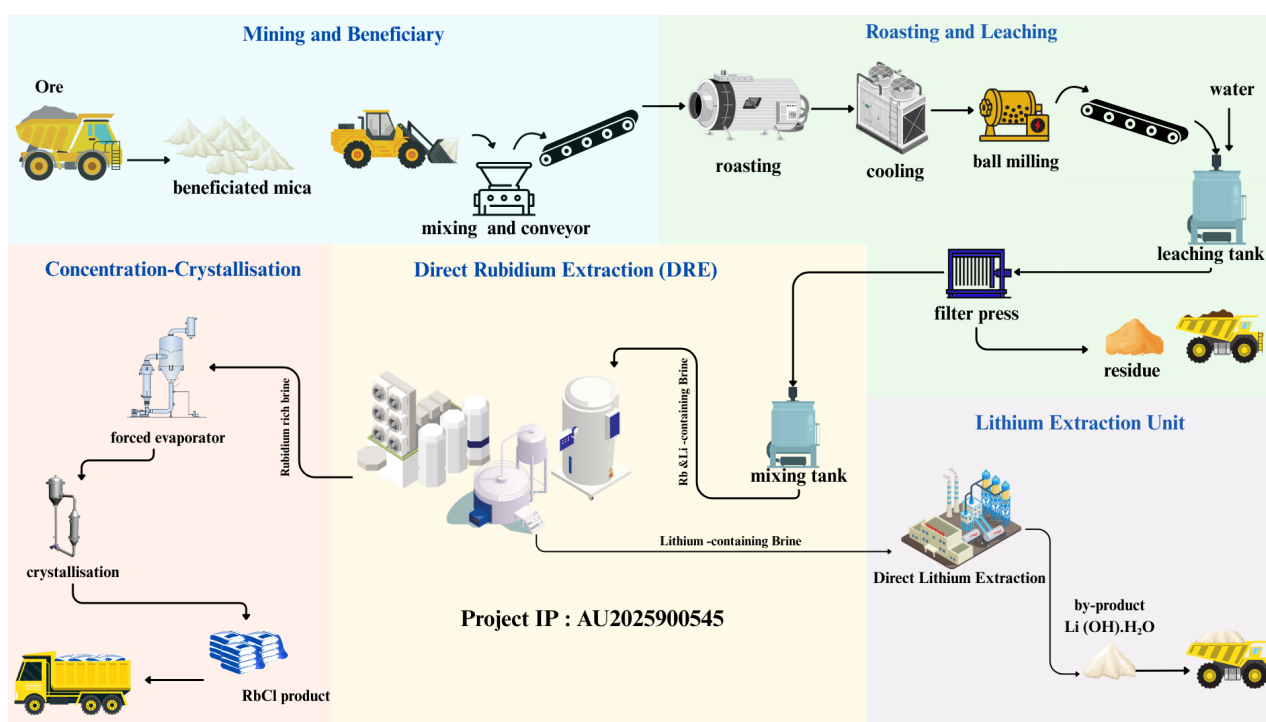 Mining and Beneficiary
Ore
beneficiated mica
mixing and conveyor
Roasting and Leaching
roasting
cooling
ball milling
water
leaching tank
filter press
residue
Concentration-Crystallisation
forced evaporator
crystallisation
RbCl product
Direct Rubidium Extraction (DRE)
Rubidium rich brine
Rb &Li -containing Brine
mixing tank
Lithium -containing Brine
Project IP : AU2025900545
Lithium Extraction Unit
Direct Lithium Extraction
by-product
Li (OH).H₂O